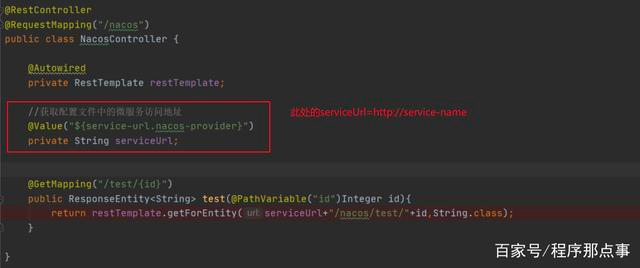 @RestController
@RequestMapping("/nacos")
public class NacosController {
@Autowired
private RestTemplate restTemplate;
//获取配置文件中的微服务访问地址
@Value("${service-url.nacos-provider}")
private String serviceUrl;
此处的serviceUrl=http://service-name
@GetMapping("/test/{id}")
public ResponseEntity<String> test(@PathVariable("id")Integer id){
return restTemplate.getForEntity( url: serviceUrl+"/nacos/test/"+id,String.class);
}
}
百家号/程序那点事